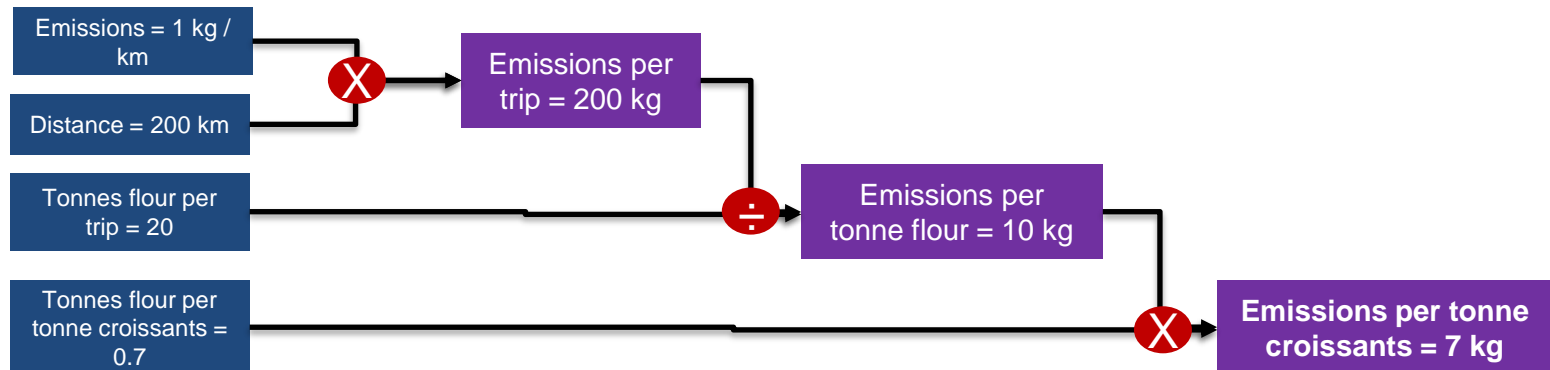 Emissions = 1 kg /
km
X
Emissions per
trip = 200 kg
Distance = 200 km
Tonnes flour per
trip = 20
÷
Emissions per
tonne flour = 10 kg
Tonnes flour per
tonne croissants =
0.7
X
Emissions per tonne
croissants = 7 kg